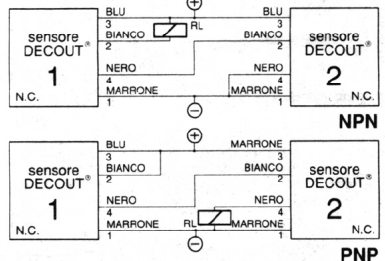 +
BLU BLU
3 RL 3
sensore BIANCO BIANCO sensore
DECOUT® 2 2 DECOUT®
1 NERO NERO 2
4 4
MARRONE MARRONE
N.C. 1 1 N.C.
−
NPN
+
BLU MARRONE
3 3
sensore BIANCO BIANCO sensore
DECOUT® 2 2 DECOUT®
1 NERO NERO 2
4 4
MARRONE RL MARRONE
N.C. 1 1 N.C.
−
PNP